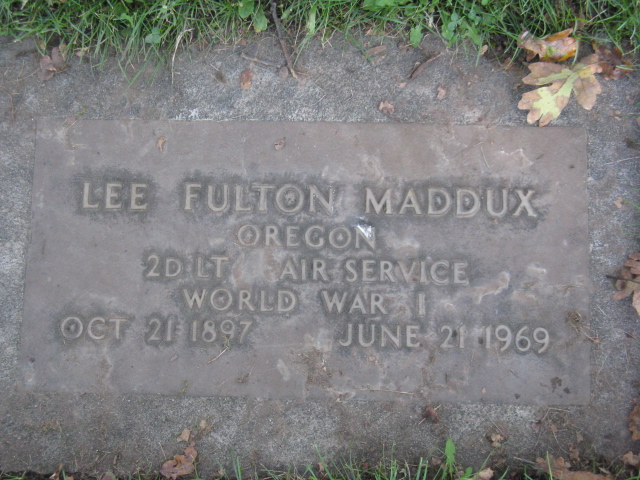 LEE FULTON MADDUX
OREGON
2D LT AIR SERVICE
WORLD WAR I
OCT 21 1897 JUNE 21 1969